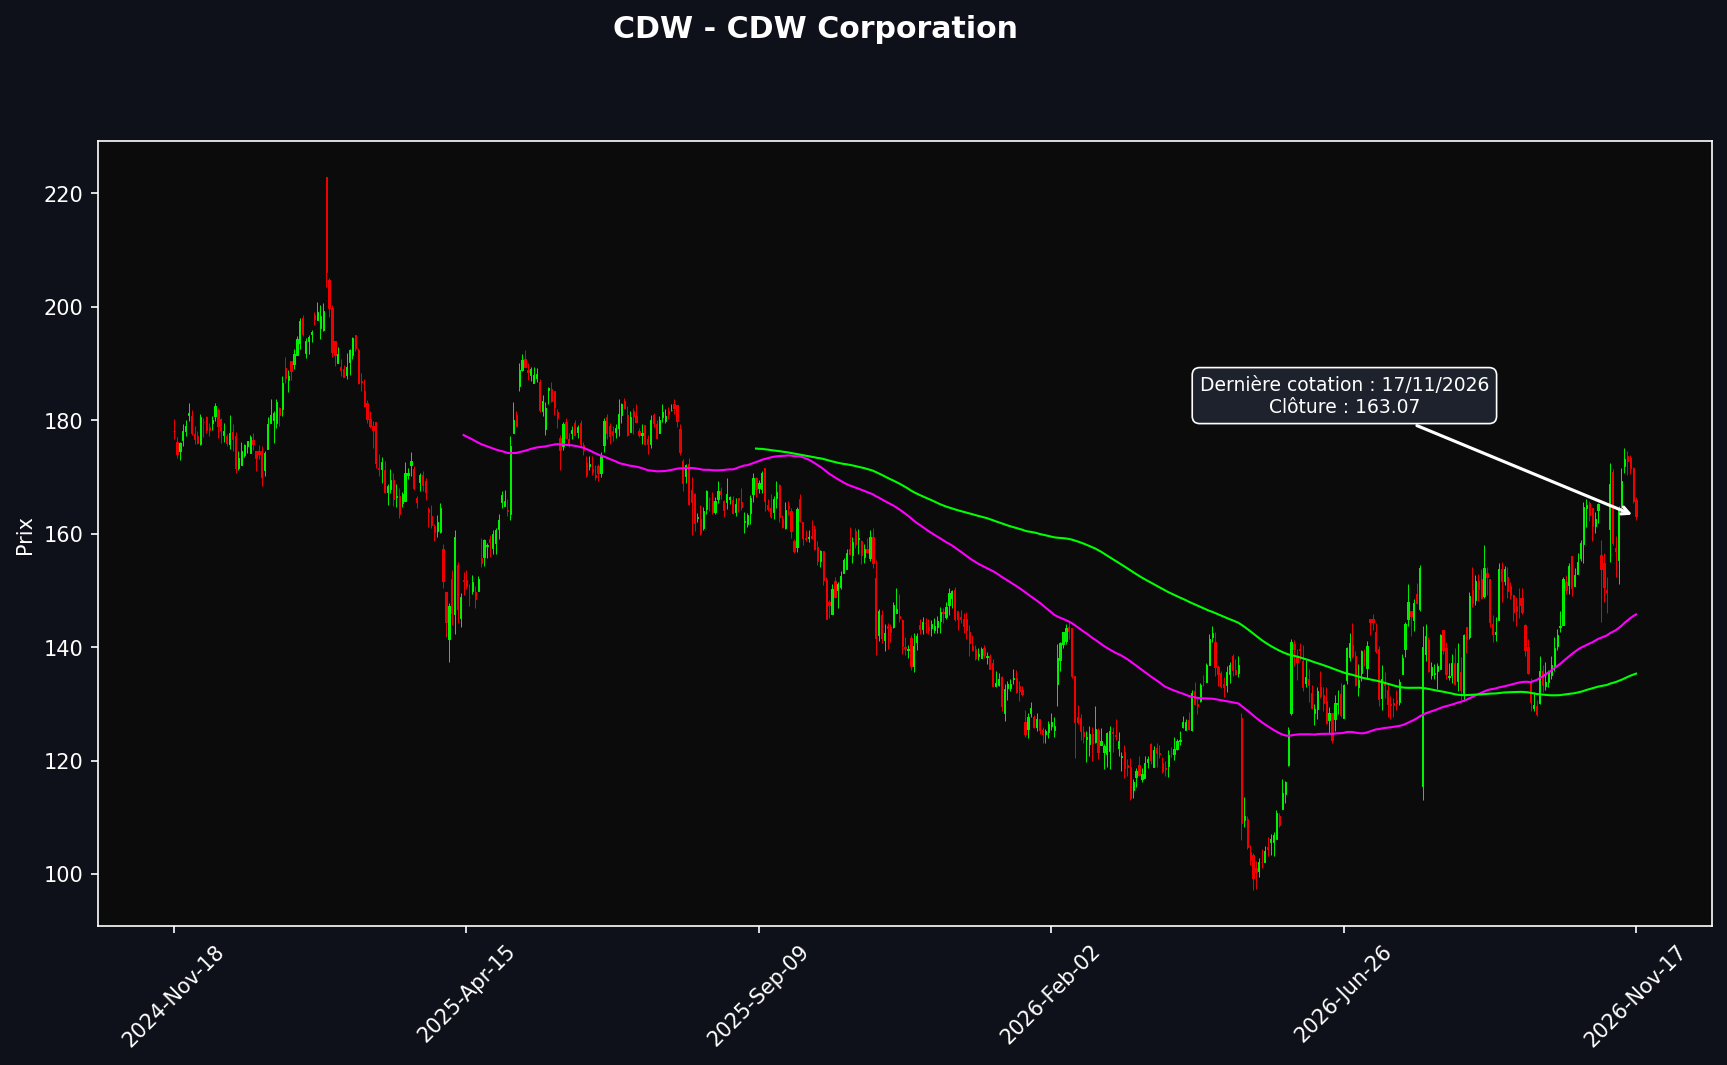 CDW - CDW Corporation
Prix
220
200
180
160
140
120
100
Dernière cotation : 17/11/2026
Clôture : 163.07
2024-Nov-18
2025-Apr-15
2025-Sep-09
2026-Feb-02
2026-Jun-26
2026-Nov-17